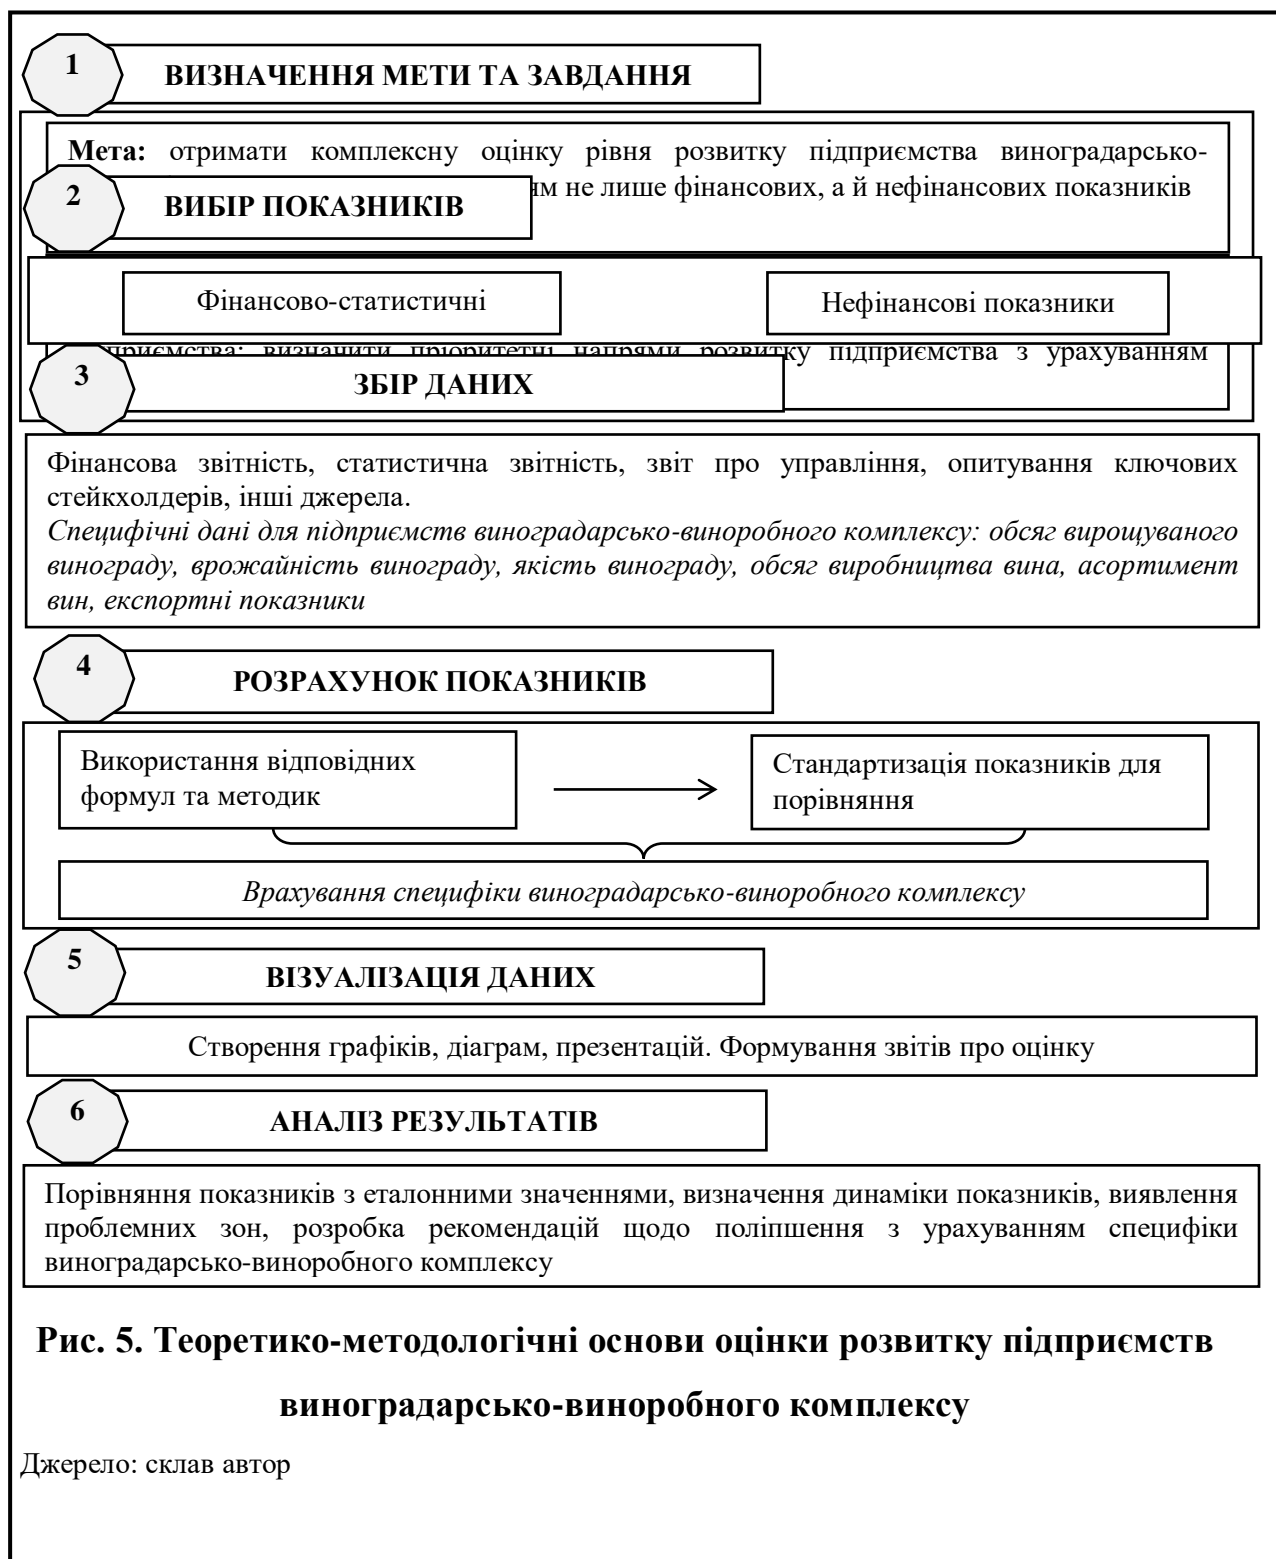 1
ВИЗНАЧЕННЯ МЕТИ ТА ЗАВДАННЯ
Мета: отримати комплексну оцінку рівня розвитку підприємства виноградарсько-
не лише фінансових, а й нефінансових показників
2
ВИБІР ПОКАЗНИКІВ
Фінансово-статистичні
Нефінансові показники
визначити пріоритетні напрями розвитку підприємства з урахуванням
3
ЗБІР ДАНИХ
Фінансова звітність, статистична звітність, звіт про управління, опитування ключових
стейкхолдерів, інші джерела.
Специфічні дані для підприємств виноградарсько-виноробного комплексу: обсяг вирощуваного
винограду, врожайність винограду, якість винограду, обсяг виробництва вина, асортимент
вин, експортні показники
4
РОЗРАХУНОК ПОКАЗНИКІВ
Використання відповідних
формул та методик
Стандартизація показників для
порівняння
Врахування специфіки виноградарсько-виноробного комплексу
5
ВІЗУАЛІЗАЦІЯ ДАНИХ
Створення графіків, діаграм, презентацій. Формування звітів про оцінку
6
АНАЛІЗ РЕЗУЛЬТАТІВ
Порівняння показників з еталонними значеннями, визначення динаміки показників, виявлення
проблемних зон, розробка рекомендацій щодо поліпшення з урахуванням специфіки
виноградарсько-виноробного комплексу
Рис. 5. Теоретико-методологічні основи оцінки розвитку підприємств
виноградарсько-виноробного комплексу
Джерело: склав автор